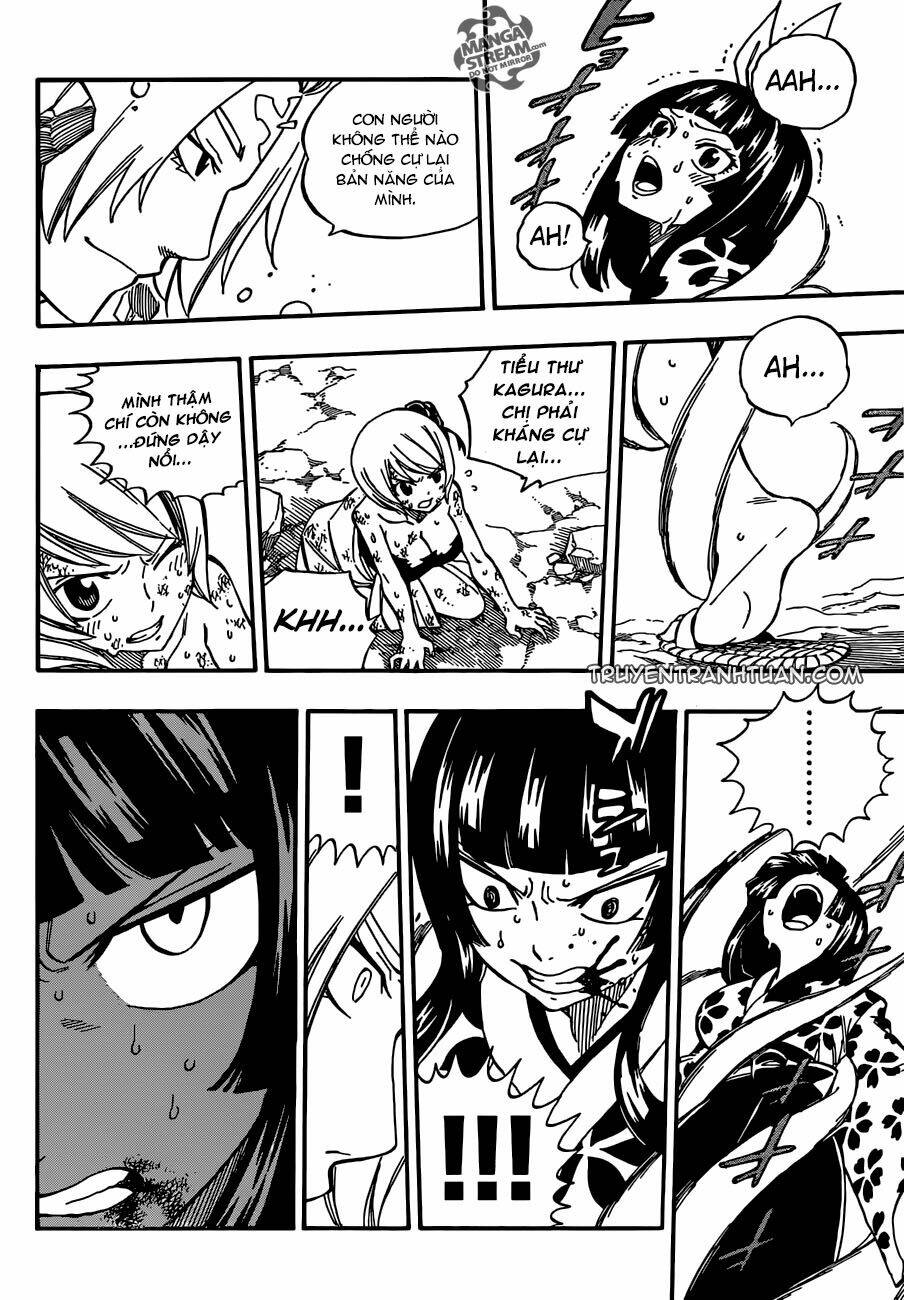 MANGA
STREAM.com
DO NOT MIRROR
AAH...
AH!
CON NGƯỜI
KHÔNG THỂ NÀO
CHỐNG CỰ LẠI
BẢN NĂNG CỦA
MÌNH.
AH...
TIỂU THƯ
KAGURA...
CHỊ PHẢI
KHÁNG CỰ
LẠI...
KHH...
MÌNH THẬM
CHÍ CÒN KHÔNG
...ĐỨNG DẬY
NỔI...
TRUYENTRANHTUAN.COM
.........
!!!
!